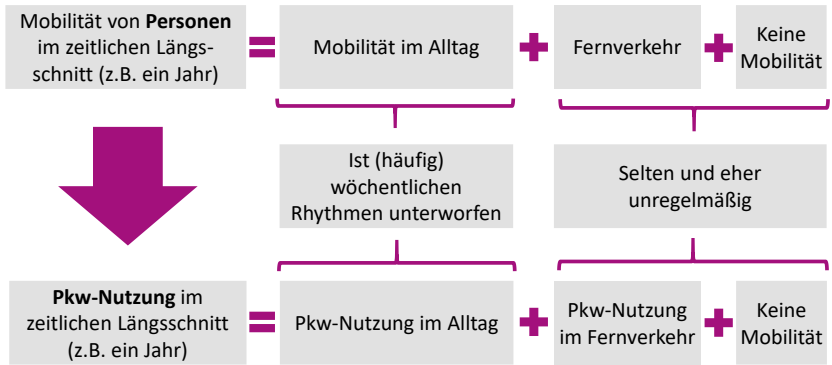 Mobilität von Personen
im zeitlichen Längs-
schnitt (z.B. ein Jahr)
=
Mobilität im Alltag
+
Fernverkehr
+
Keine
Mobilität
Ist (häufig)
wöchentlichen
Rhythmen unterworfen
Selten und eher
unregelmäßig
Pkw-Nutzung im
zeitlichen Längsschnitt
(z.B. ein Jahr)
=
Pkw-Nutzung im Alltag
+
Pkw-Nutzung
im Fernverkehr
+
Keine
Mobilität